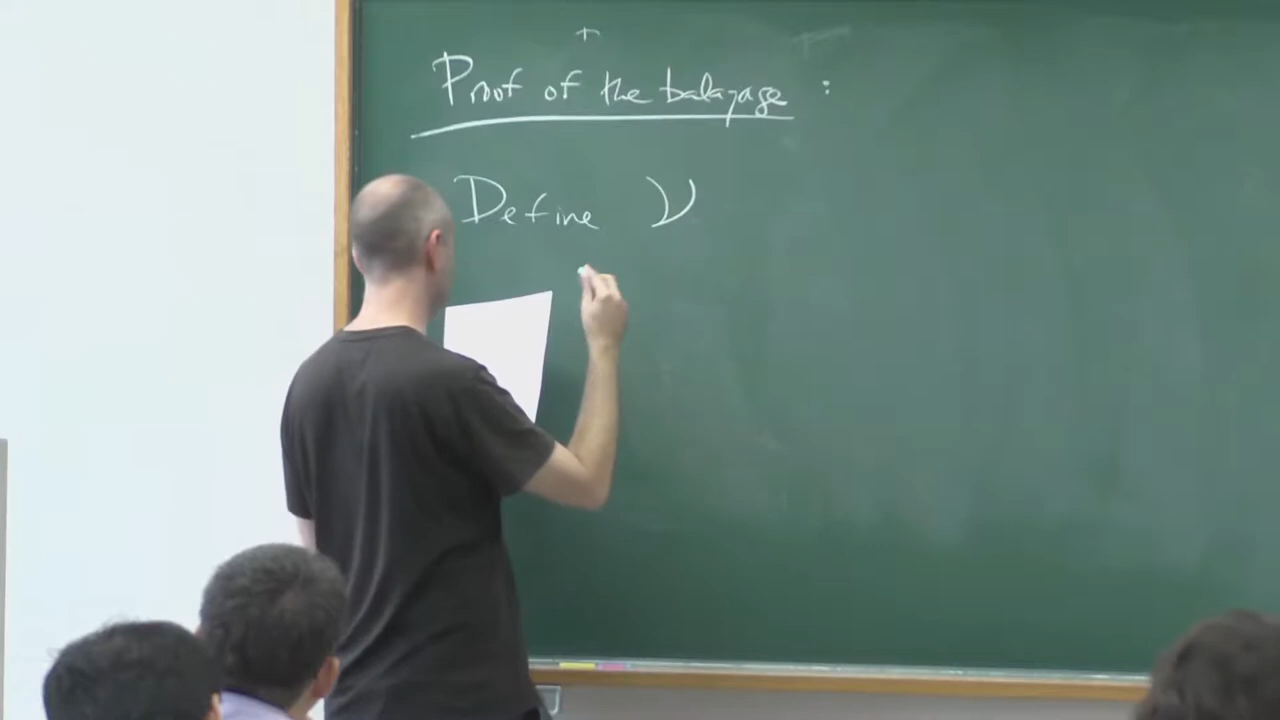 Proof of the balayage :
Define ν